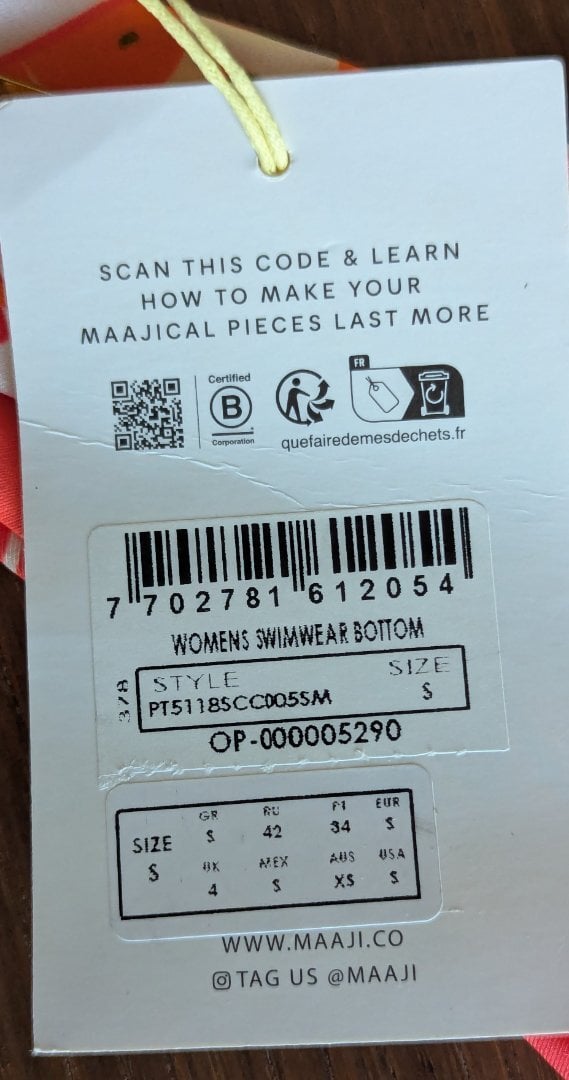 SCAN THIS CODE & LEARN
HOW TO MAKE YOUR
MAAJICAL PIECES LAST MORE
Certified
B
Corporation
FR
quefairedemesdechets.fr
7 702781 612054
WOMENS SWIMWEAR BOTTOM
378
STYLE SIZE
PT5118SCC005SM S
OP-000005290
SIZE S
GR RU FI EUR
S 42 34 S
UK MEX AUS USA
4 S XS S
WWW.MAAJI.CO
TAG US @MAAJI